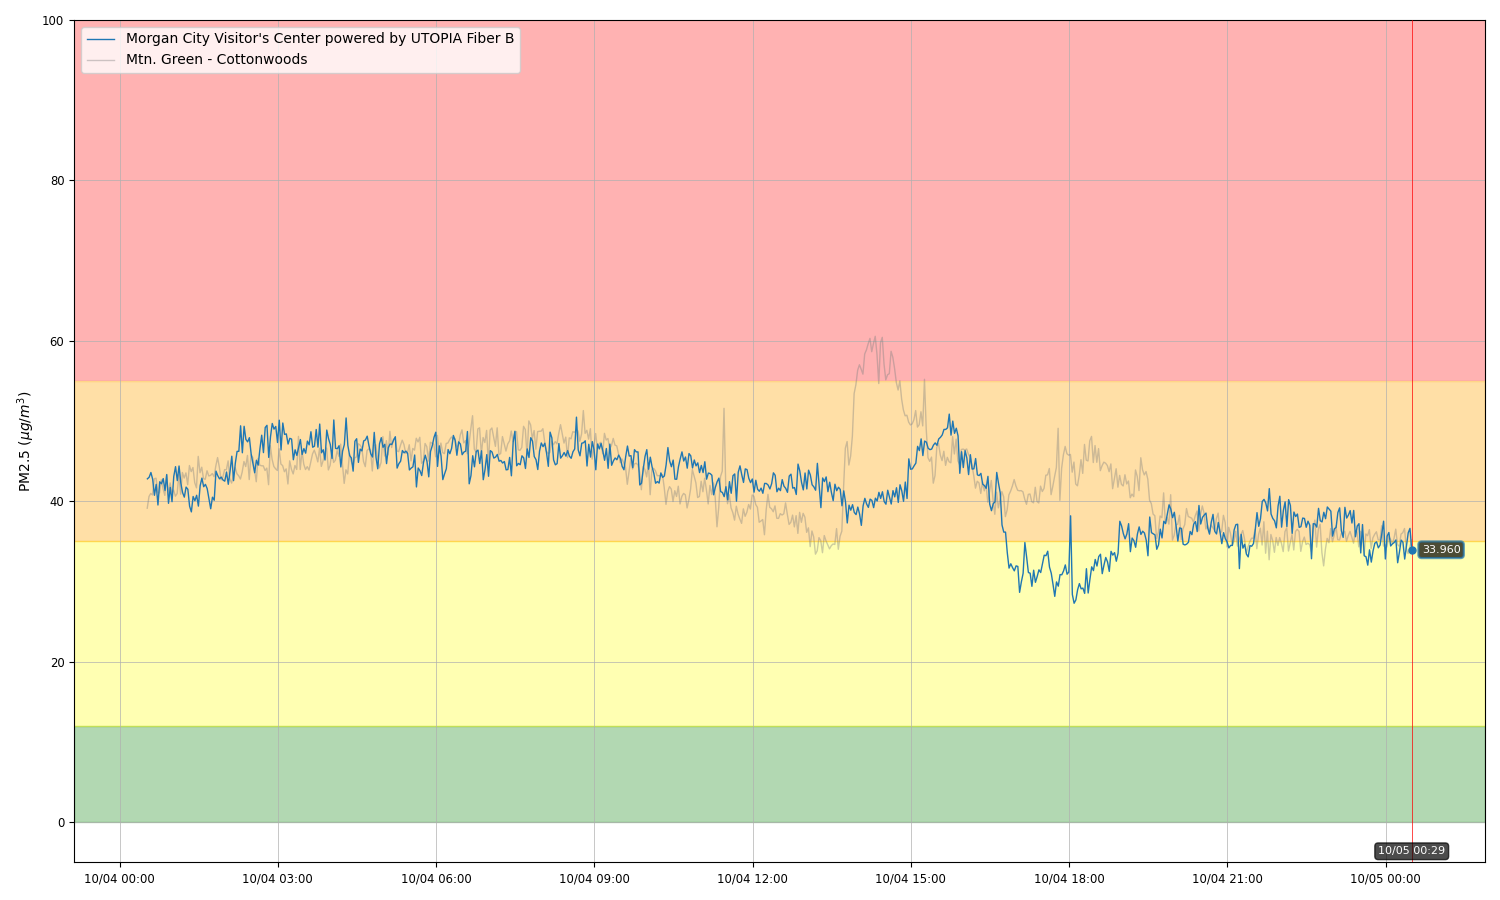 100
80
60
40
20
0
PM2.5 (μg/m³)
Morgan City Visitor's Center powered by UTOPIA Fiber B
Mtn. Green - Cottonwoods
33.960
10/05 00:29
10/04 00:00 10/04 03:00 10/04 06:00 10/04 09:00 10/04 12:00 10/04 15:00 10/04 18:00 10/04 21:00 10/05 00:00